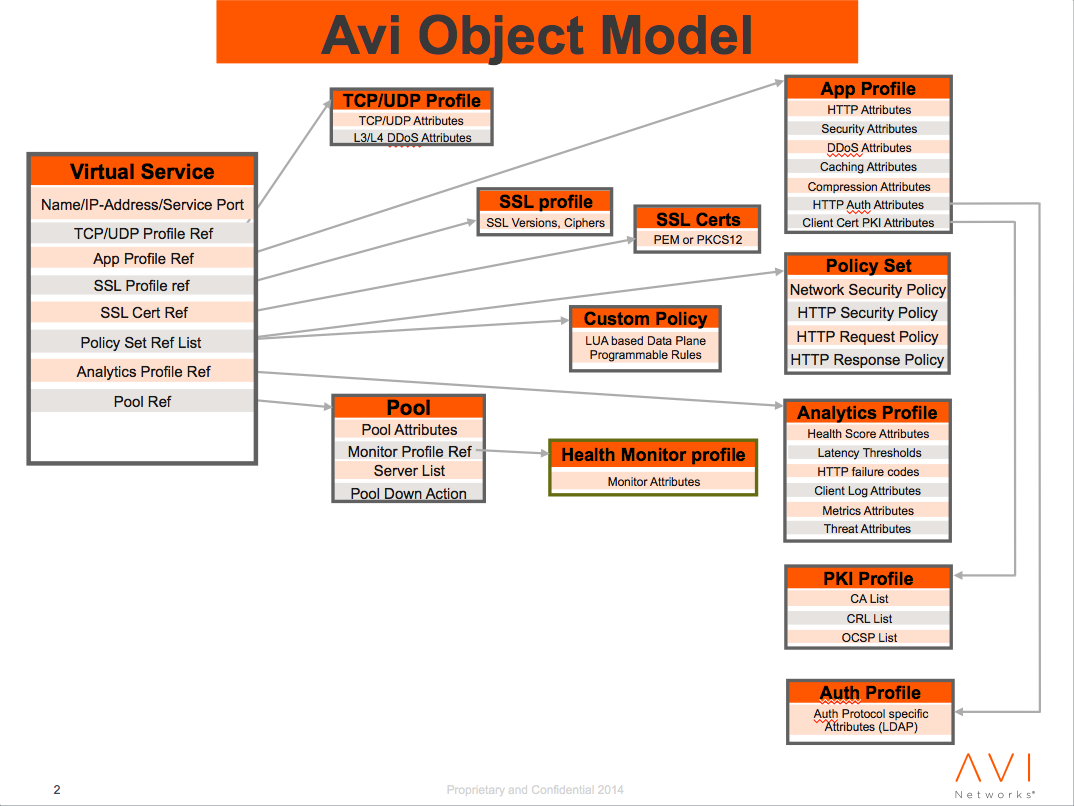 Avi Object Model
TCP/UDP Profile
TCP/UDP Attributes
L3/L4 DDoS Attributes
App Profile
HTTP Attributes
Security Attributes
DDoS Attributes
Caching Attributes
Compression Attributes
HTTP Auth Attributes
Client Cert PKI Attributes
Virtual Service
Name/IP-Address/Service Port
TCP/UDP Profile Ref
App Profile Ref
SSL Profile ref
SSL Cert Ref
Policy Set Ref List
Analytics Profile Ref
Pool Ref
SSL profile
SSL Versions, Ciphers
SSL Certs
PEM or PKCS12
Policy Set
Network Security Policy
HTTP Security Policy
HTTP Request Policy
HTTP Response Policy
Custom Policy
LUA based Data Plane
Programmable Rules
Pool
Pool Attributes
Monitor Profile Ref
Server List
Pool Down Action
Health Monitor profile
Monitor Attributes
Analytics Profile
Health Score Attributes
Latency Thresholds
HTTP failure codes
Client Log Attributes
Metrics Attributes
Threat Attributes
PKI Profile
CA List
CRL List
OCSP List
Auth Profile
Auth Protocol specific
Attributes (LDAP)
2
Proprietary and Confidential 2014
AVI
Networks